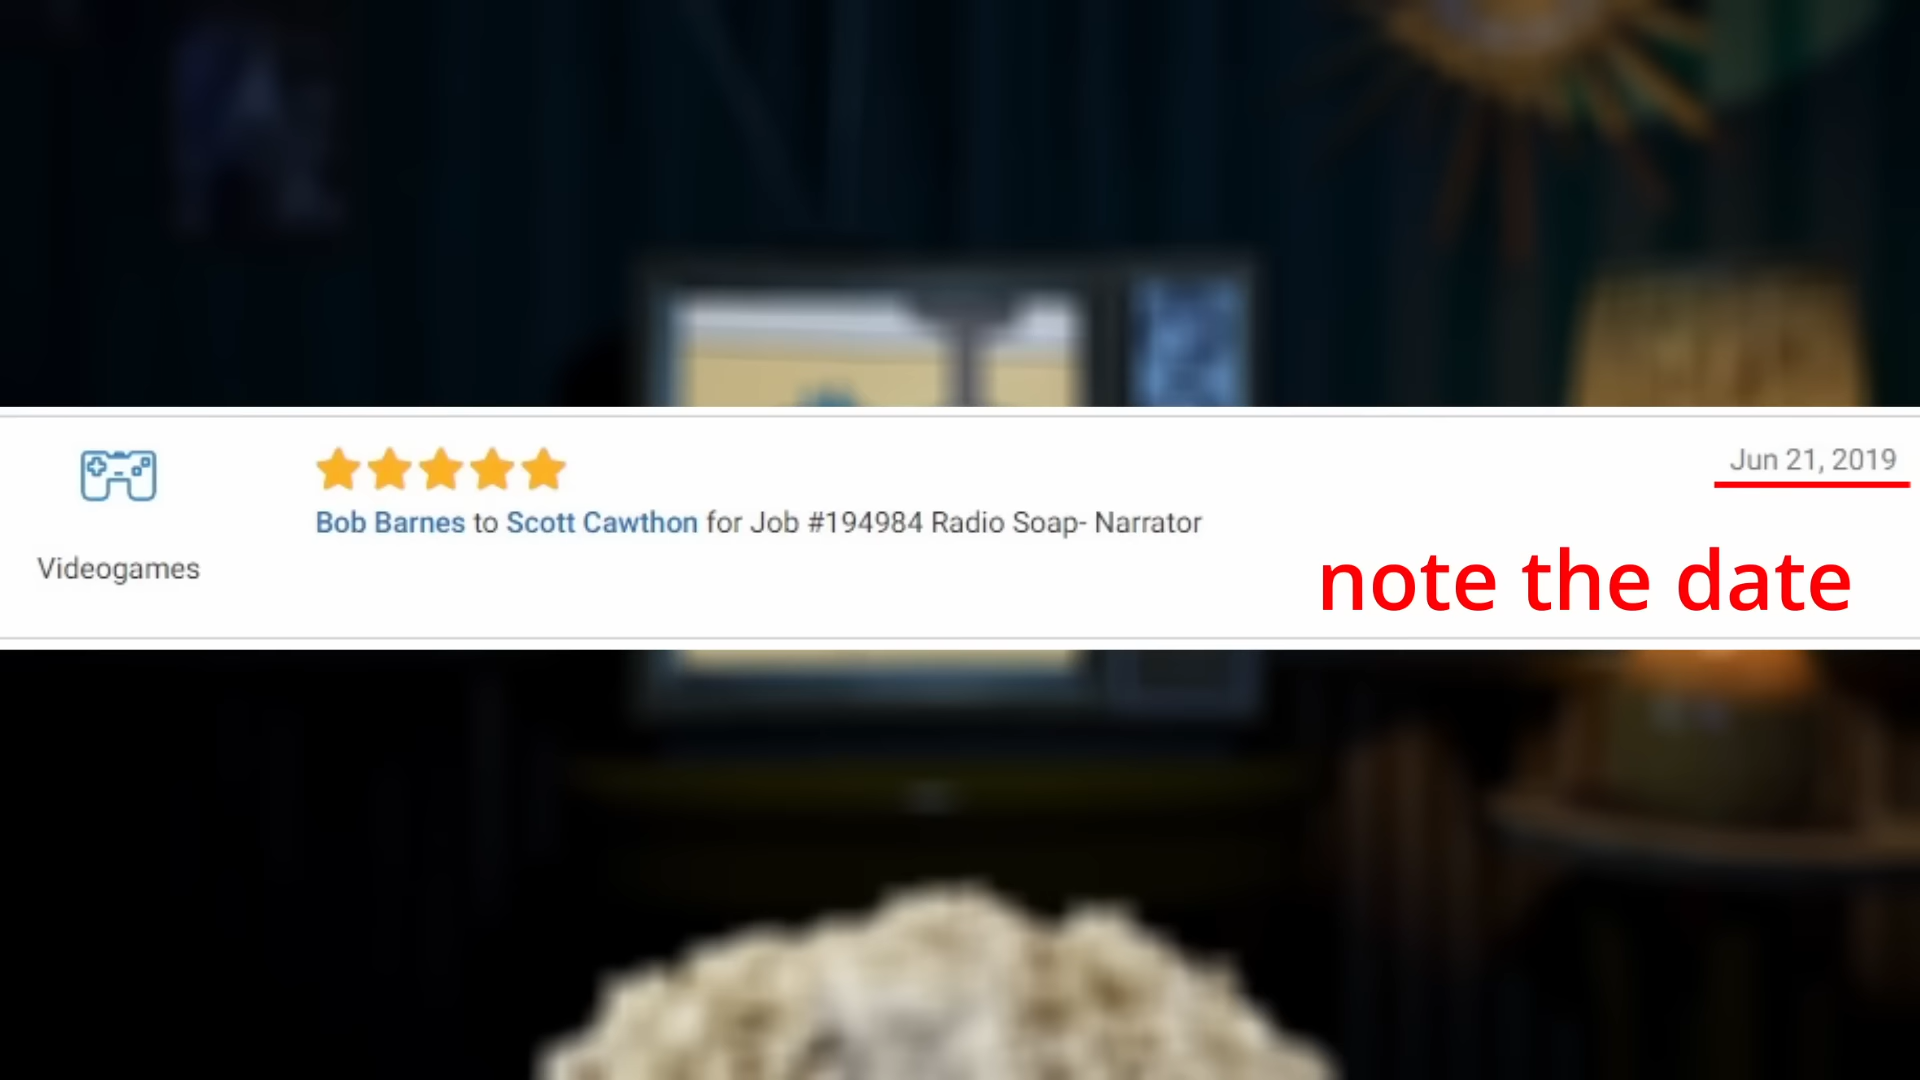 Jun 21, 2019
Bob Barnes to Scott Cawthon for Job #194984 Radio Soap- Narrator
Videogames
note the date